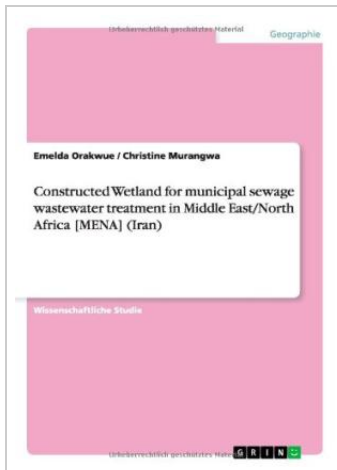 Urheberrechtlich geschütztes Material
Geographie
Emelda Orakwue / Christine Murangwa
Constructed Wetland for municipal sewage
wastewater treatment in Middle East/North
Africa [MENA] (Iran)
Wissenschaftliche Studie
Urheberrechtlich geschütztes Material
GRIN